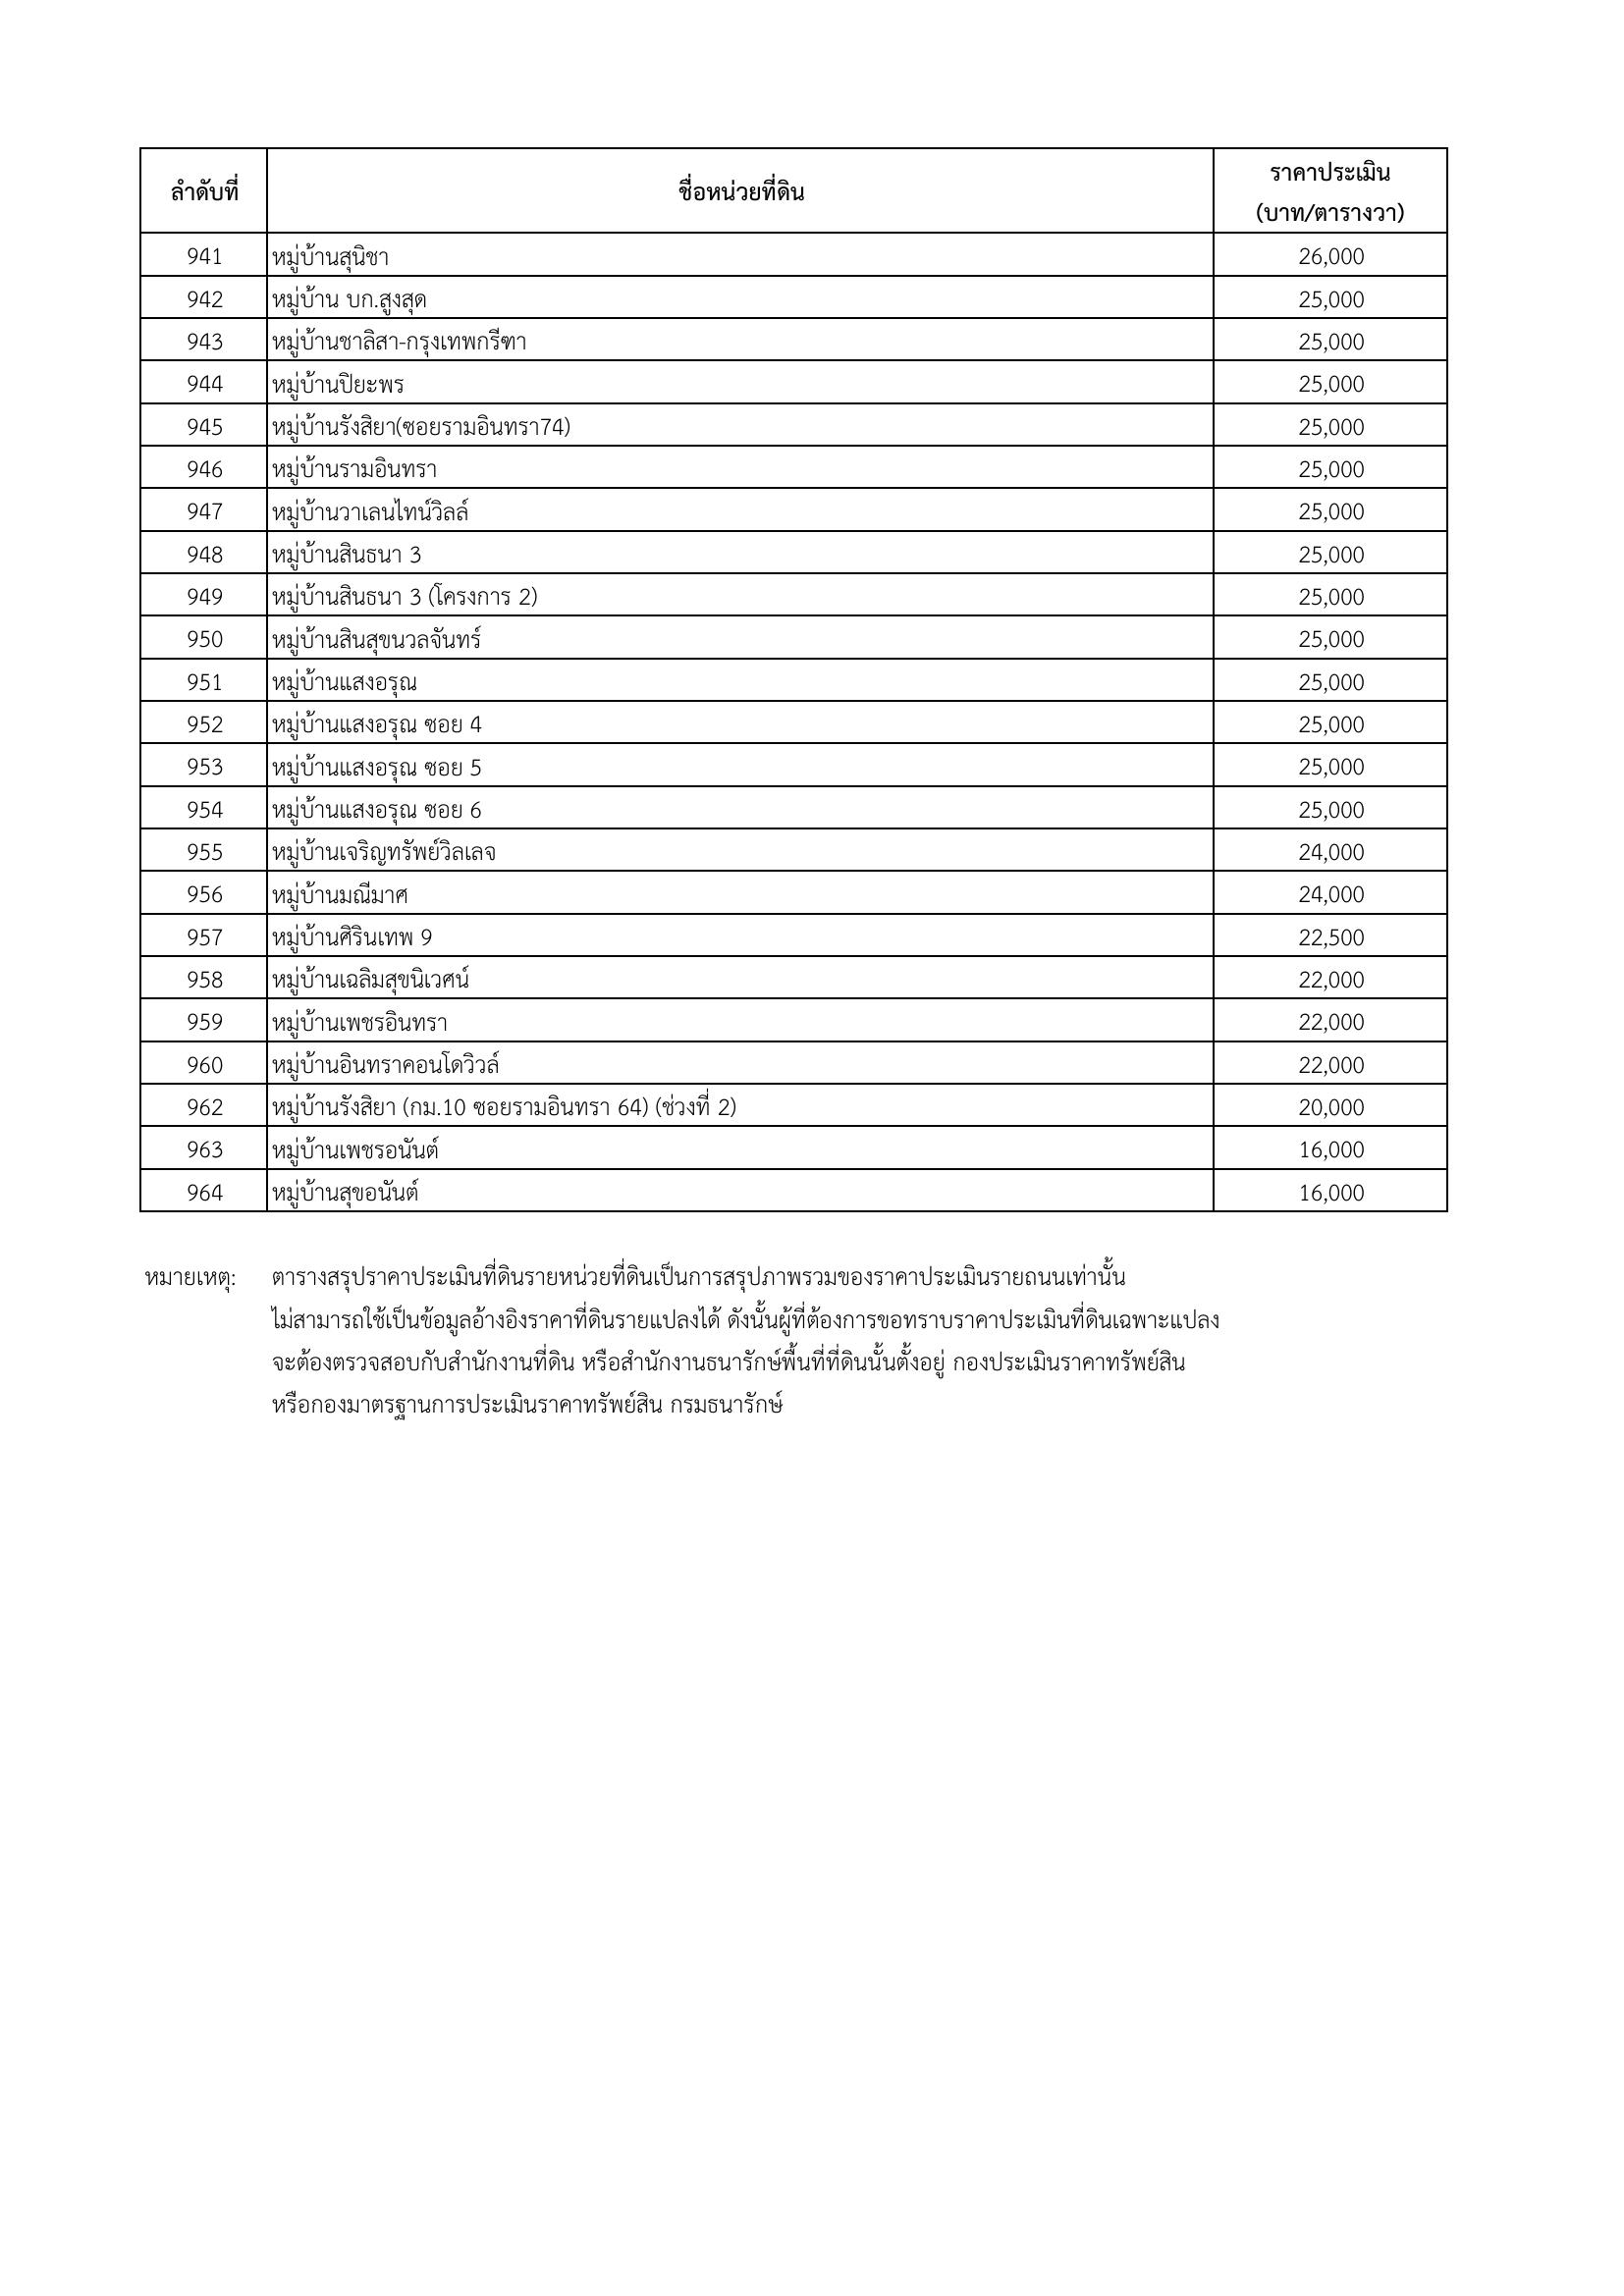 ลำดับที่ ชื่อหน่วยที่ดิน ราคาประเมิน
(บาท/ตารางวา)
941 หมู่บ้านสุนิชา 26,000
942 หมู่บ้าน บก.สูงสุด 25,000
943 หมู่บ้านชาลิสา-กรุงเทพกรีฑา 25,000
944 หมู่บ้านปิยะพร 25,000
945 หมู่บ้านรังสิยา(ซอยรามอินทรา74) 25,000
946 หมู่บ้านรามอินทรา 25,000
947 หมู่บ้านวาเลนไทน์วิลล์ 25,000
948 หมู่บ้านสินธนา 3 25,000
949 หมู่บ้านสินธนา 3 (โครงการ 2) 25,000
950 หมู่บ้านสินสุขนวลจันทร์ 25,000
951 หมู่บ้านแสงอรุณ 25,000
952 หมู่บ้านแสงอรุณ ซอย 4 25,000
953 หมู่บ้านแสงอรุณ ซอย 5 25,000
954 หมู่บ้านแสงอรุณ ซอย 6 25,000
955 หมู่บ้านเจริญทรัพย์วิลเลจ 24,000
956 หมู่บ้านมณีมาศ 24,000
957 หมู่บ้านศิรินเทพ 9 22,500
958 หมู่บ้านเฉลิมสุขนิเวศน์ 22,000
959 หมู่บ้านเพชรอินทรา 22,000
960 หมู่บ้านอินทราคอนโดวิวล์ 22,000
962 หมู่บ้านรังสิยา (กม.10 ซอยรามอินทรา 64) (ช่วงที่ 2) 20,000
963 หมู่บ้านเพชรอนันต์ 16,000
964 หมู่บ้านสุขอนันต์ 16,000
หมายเหตุ: ตารางสรุปราคาประเมินที่ดินรายหน่วยที่ดินเป็นการสรุปภาพรวมของราคาประเมินรายถนนเท่านั้น
ไม่สามารถใช้เป็นข้อมูลอ้างอิงราคาที่ดินรายแปลงได้ ดังนั้นผู้ที่ต้องการขอทราบราคาประเมินที่ดินเฉพาะแปลง
จะต้องตรวจสอบกับสำนักงานที่ดิน หรือสำนักงานธนารักษ์พื้นที่ที่ดินนั้นตั้งอยู่ กองประเมินราคาทรัพย์สิน
หรือกองมาตรฐานการประเมินราคาทรัพย์สิน กรมธนารักษ์